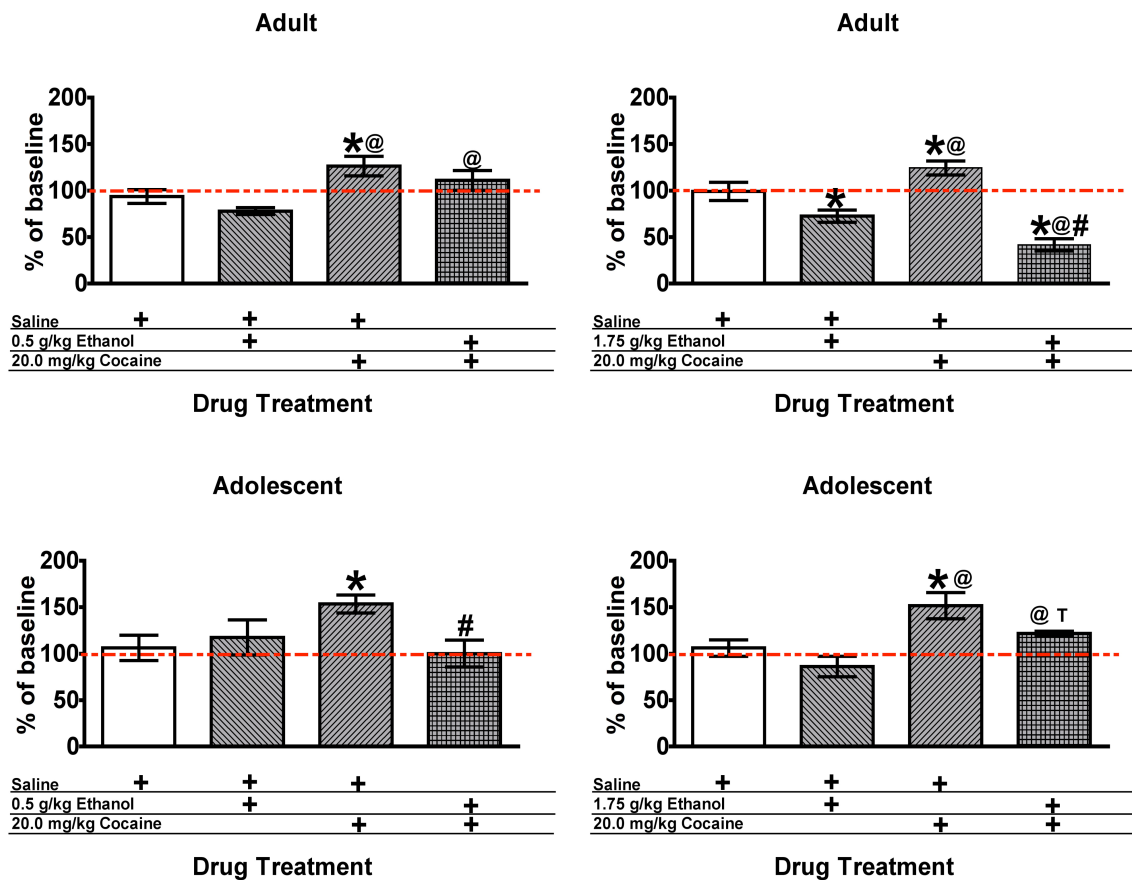 Adult
% of baseline
200
150
100
50
0
*@
@
Saline + + +
0.5 g/kg Ethanol + +
20.0 mg/kg Cocaine + +
Drug Treatment
Adult
% of baseline
200
150
100
50
0
*
*@
*@#
Saline + + +
1.75 g/kg Ethanol + +
20.0 mg/kg Cocaine + +
Drug Treatment
Adolescent
% of baseline
200
150
100
50
0
*
#
Saline + + +
0.5 g/kg Ethanol + +
20.0 mg/kg Cocaine + +
Drug Treatment
Adolescent
% of baseline
200
150
100
50
0
* @
@ T
Saline + + +
1.75 g/kg Ethanol + +
20.0 mg/kg Cocaine + +
Drug Treatment